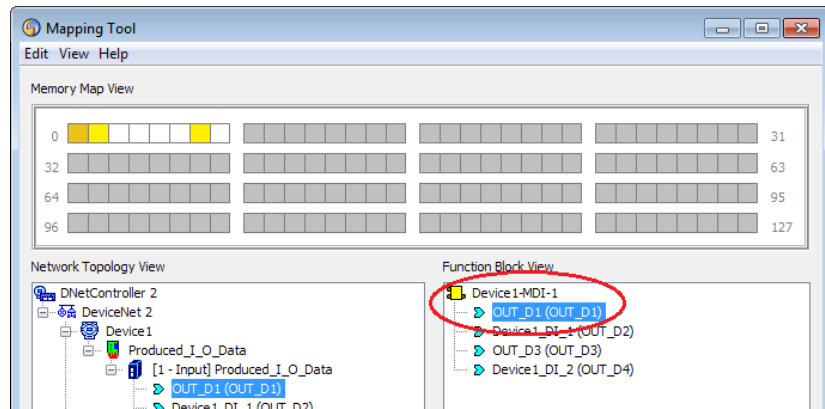 Mapping Tool
Edit View Help
Memory Map View
0 31
32 63
64 95
96 127
Network Topology View
DNetController 2
DeviceNet 2
Device1
Produced_I_O_Data
[1 - Input] Produced_I_O_Data
OUT_D1 (OUT_D1)
Device1_DI_1 (OUT_D2)
Function Block View
Device1-MDI-1
OUT_D1 (OUT_D1)
Device1_DI_1 (OUT_D2)
OUT_D3 (OUT_D3)
Device1_DI_2 (OUT_D4)